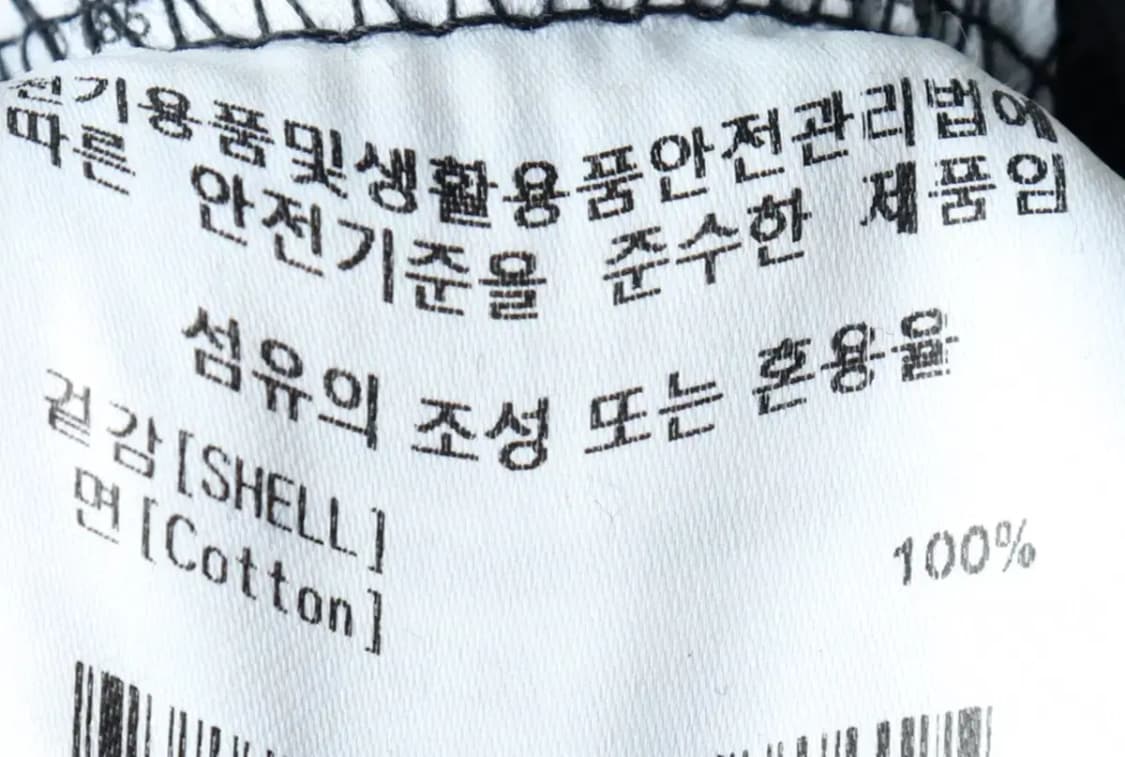 전기용품및생활용품안전관리법에
따른 안전기준을 준수한 제품임
섬유의 조성 또는 혼용율
겉감[SHELL]
면[Cotton] 100%